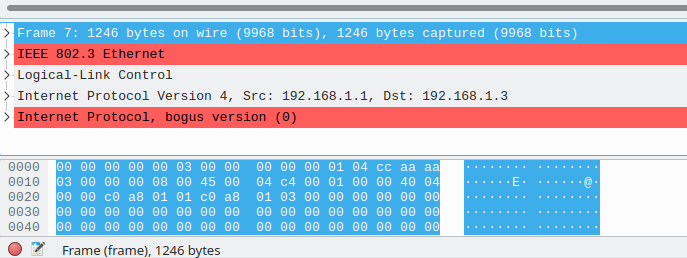 Frame 7: 1246 bytes on wire (9968 bits), 1246 bytes captured (9968 bits)
IEEE 802.3 Ethernet
Logical-Link Control
Internet Protocol Version 4, Src: 192.168.1.1, Dst: 192.168.1.3
Internet Protocol, bogus version (0)
0000 00 00 00 00 00 03 00 00 00 00 00 01 04 cc aa aa ········ ········
0010 03 00 00 00 08 00 45 00 04 c4 00 01 00 00 40 04 ······E· ······@·
0020 00 00 c0 a8 01 01 c0 a8 01 03 00 00 00 00 00 00 ········ ········
0030 00 00 00 00 00 00 00 00 00 00 00 00 00 00 00 00 ········ ········
0040 00 00 00 00 00 00 00 00 00 00 00 00 00 00 00 00 ········ ········
Frame (frame), 1246 bytes